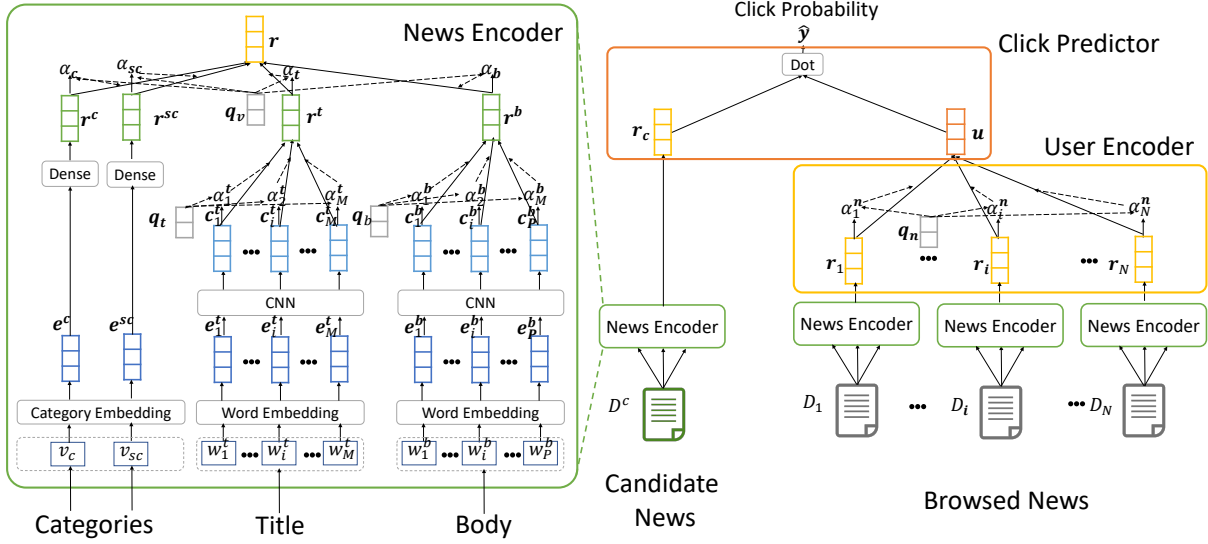 News Encoder
r
α_c α_sc α_t α_b
r^c r^sc q_v r^t r^b
Dense Dense
α_1^t α_2^t α_M^t α_1^b α_2^b α_M^b
q_t c_1^t c_i^t c_M^t q_b c_1^b c_i^b c_P^b
... ... ... ...
CNN CNN
e^c e^sc e_1^t e_i^t e_M^t e_1^b e_i^b e_P^b
... ... ... ...
Category Embedding Word Embedding Word Embedding
v_c v_sc w_1^t ... w_i^t ... w_M^t w_1^b ... w_i^b ... w_P^b
Categories Title Body
Click Probability
ŷ
Click Predictor
Dot
r_c u
User Encoder
α_1^n α_i^n α_N^n
q_n
... ...
r_1 r_i r_N
News Encoder News Encoder News Encoder News Encoder
D^c D_1 ... D_i ... D_N
Candidate
News
Browsed News